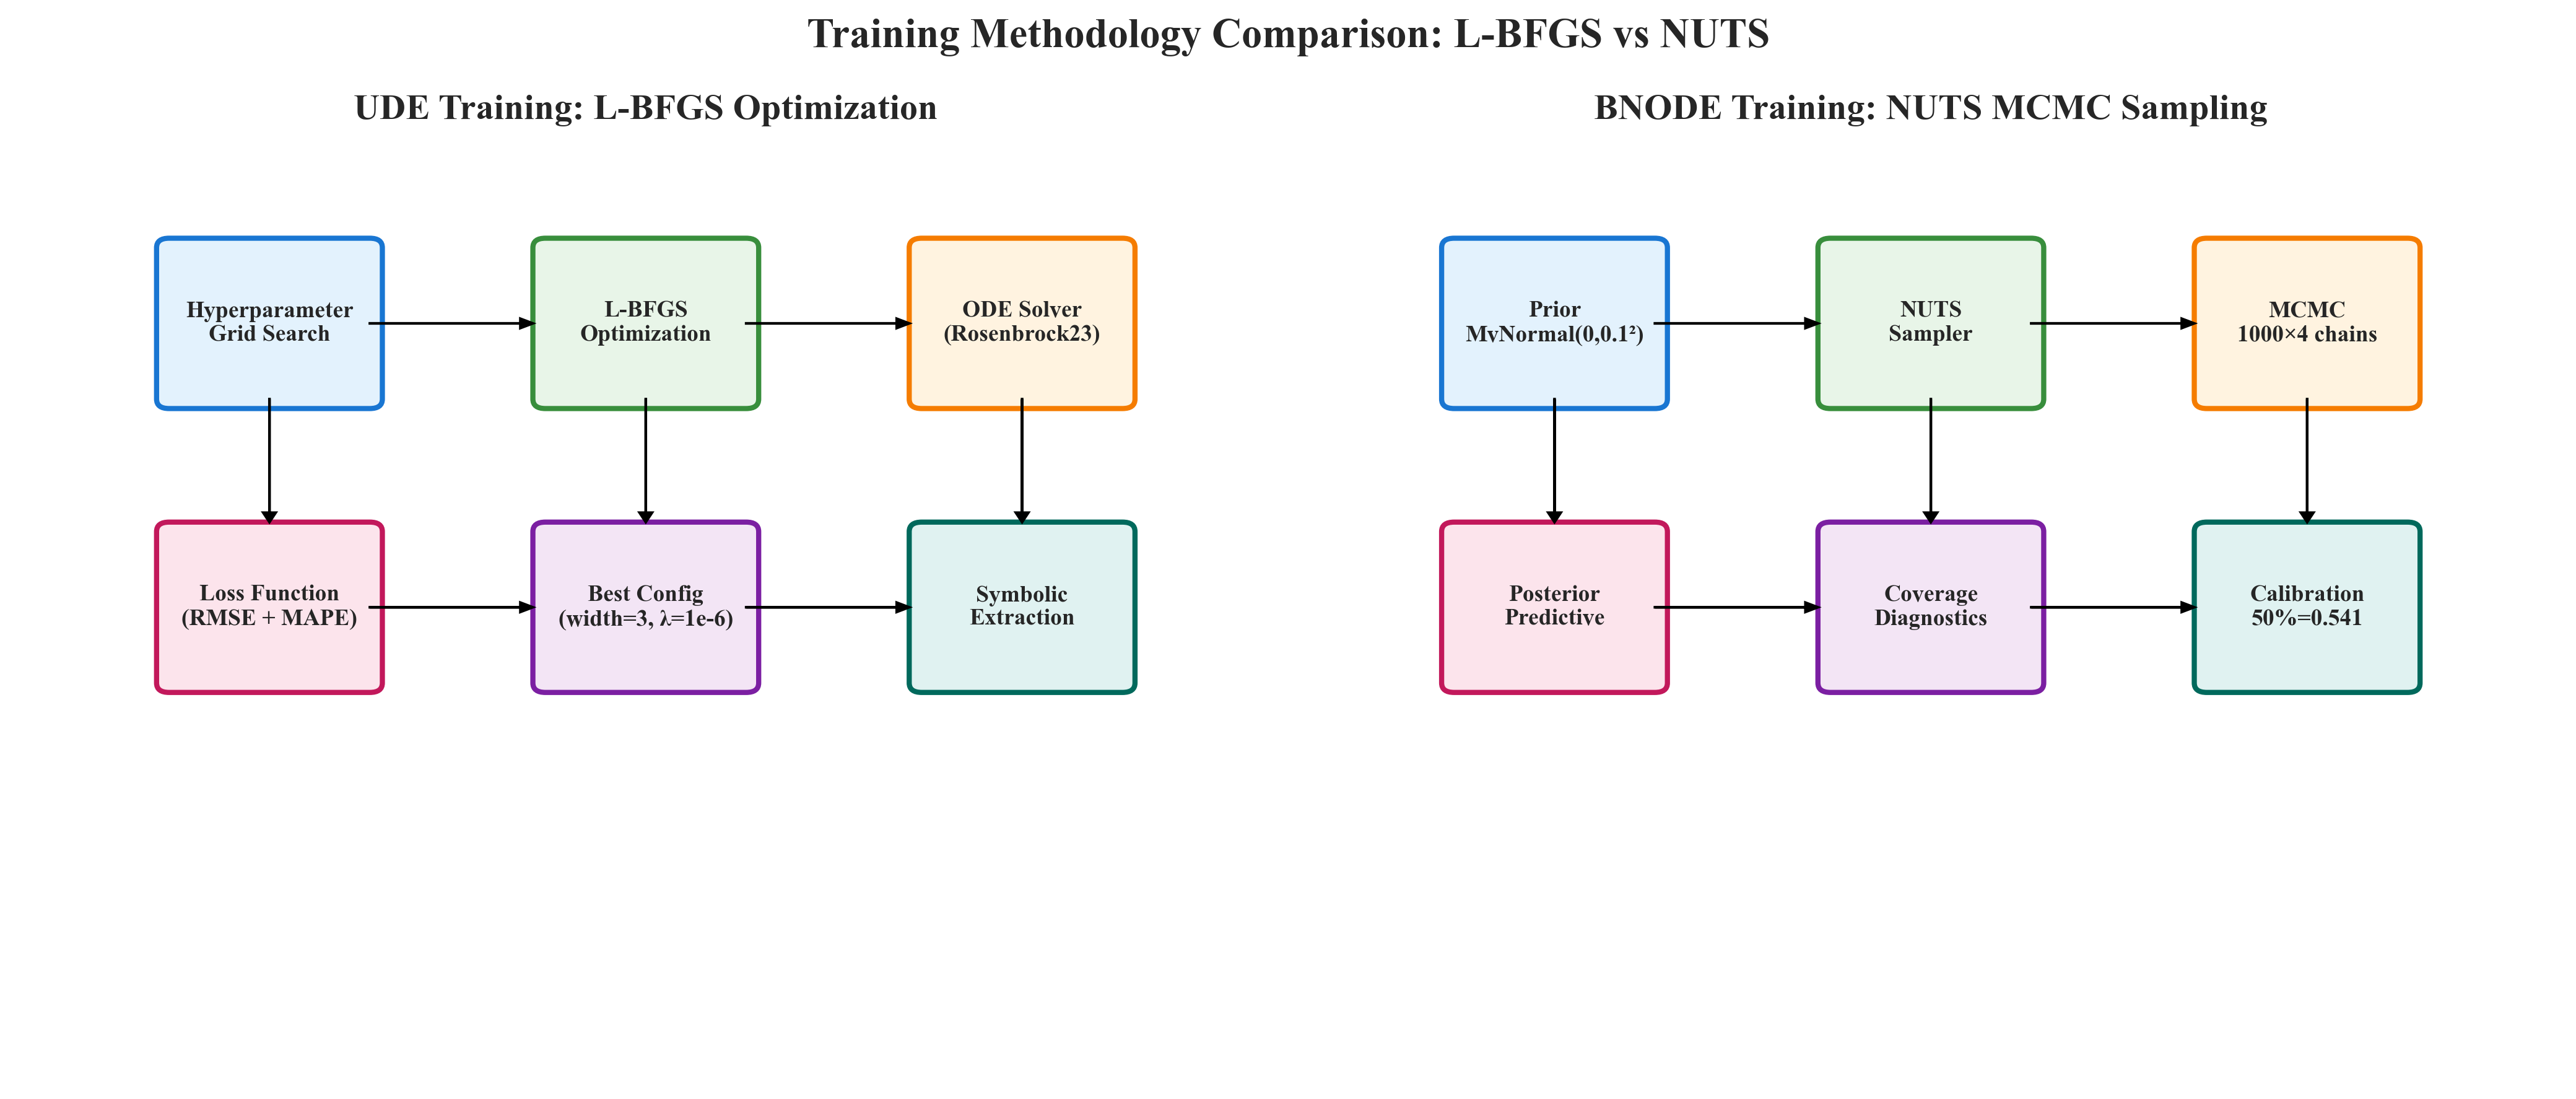 Training Methodology Comparison: L-BFGS vs NUTS
UDE Training: L-BFGS Optimization
Hyperparameter
Grid Search
L-BFGS
Optimization
ODE Solver
(Rosenbrock23)
Loss Function
(RMSE + MAPE)
Best Config
(width=3, λ=1e-6)
Symbolic
Extraction
BNODE Training: NUTS MCMC Sampling
Prior
MvNormal(0,0.1²)
NUTS
Sampler
MCMC
1000×4 chains
Posterior
Predictive
Coverage
Diagnostics
Calibration
50%=0.541